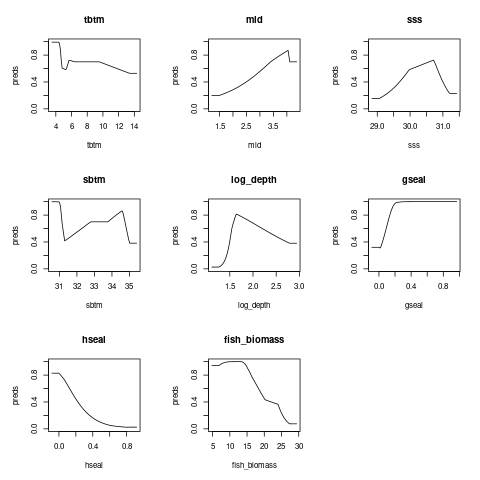 tbtm
mld
sss
preds
0.0 0.4 0.8
4 6 8 10 12 14
tbtm
preds
0.0 0.4 0.8
1.5 2.5 3.5
mld
preds
0.0 0.4 0.8
29.0 30.0 31.0
sss
sbtm
log_depth
gseal
preds
0.0 0.4 0.8
31 32 33 34 35
sbtm
preds
0.0 0.4 0.8
1.5 2.0 2.5 3.0
log_depth
preds
0.0 0.4 0.8
0.0 0.4 0.8
gseal
hseal
fish_biomass
preds
0.0 0.4 0.8
0.0 0.4 0.8
hseal
preds
0.0 0.4 0.8
5 10 15 20 25 30
fish_biomass